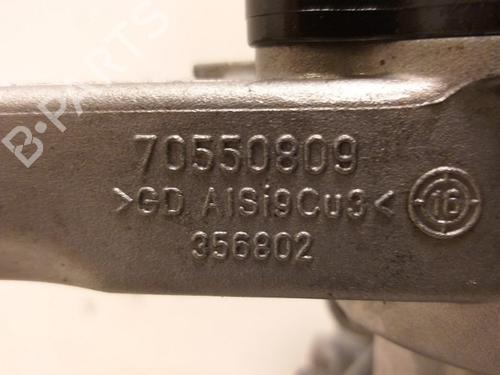 B-PARTS
70550809
>GD AlSi9Cu3< 16
356802